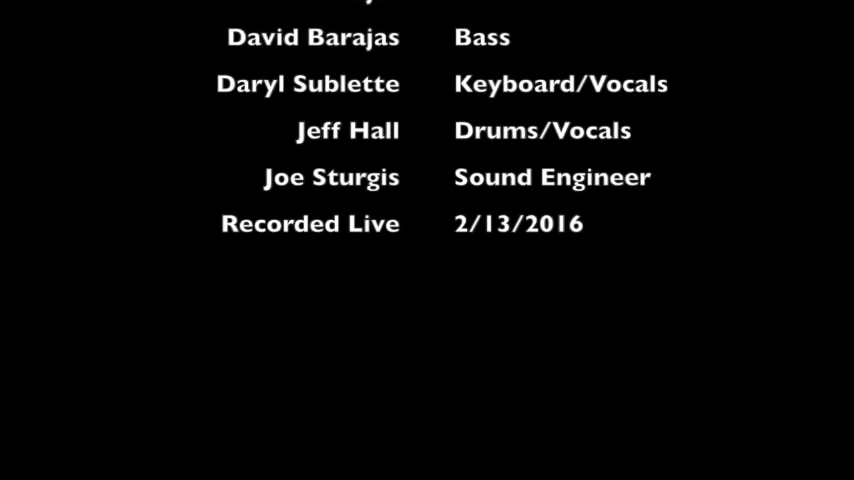 David Barajas Bass
Daryl Sublette Keyboard/Vocals
Jeff Hall Drums/Vocals
Joe Sturgis Sound Engineer
Recorded Live 2/13/2016